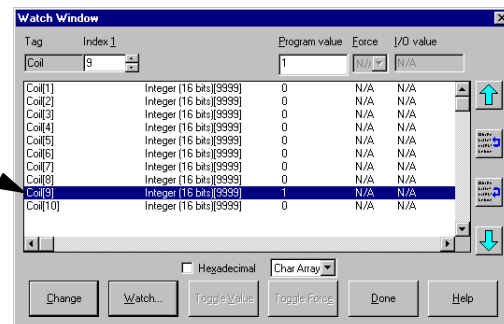 Watch Window
Tag Index 1 Program value Force I/O value
Coil 9 1 N/A N/A
Coil[1] Integer (16 bits)[9999] 0 N/A N/A
Coil[2] Integer (16 bits)[9999] 0 N/A N/A
Coil[3] Integer (16 bits)[9999] 0 N/A N/A
Coil[4] Integer (16 bits)[9999] 0 N/A N/A
Coil[5] Integer (16 bits)[9999] 0 N/A N/A
Coil[6] Integer (16 bits)[9999] 0 N/A N/A
Coil[7] Integer (16 bits)[9999] 0 N/A N/A
Coil[8] Integer (16 bits)[9999] 0 N/A N/A
Coil[9] Integer (16 bits)[9999] 1 N/A N/A
Coil[10] Integer (16 bits)[9999] 0 N/A N/A
Hexadecimal Char Array
Change Watch... Toggle Value Toggle Force Done Help